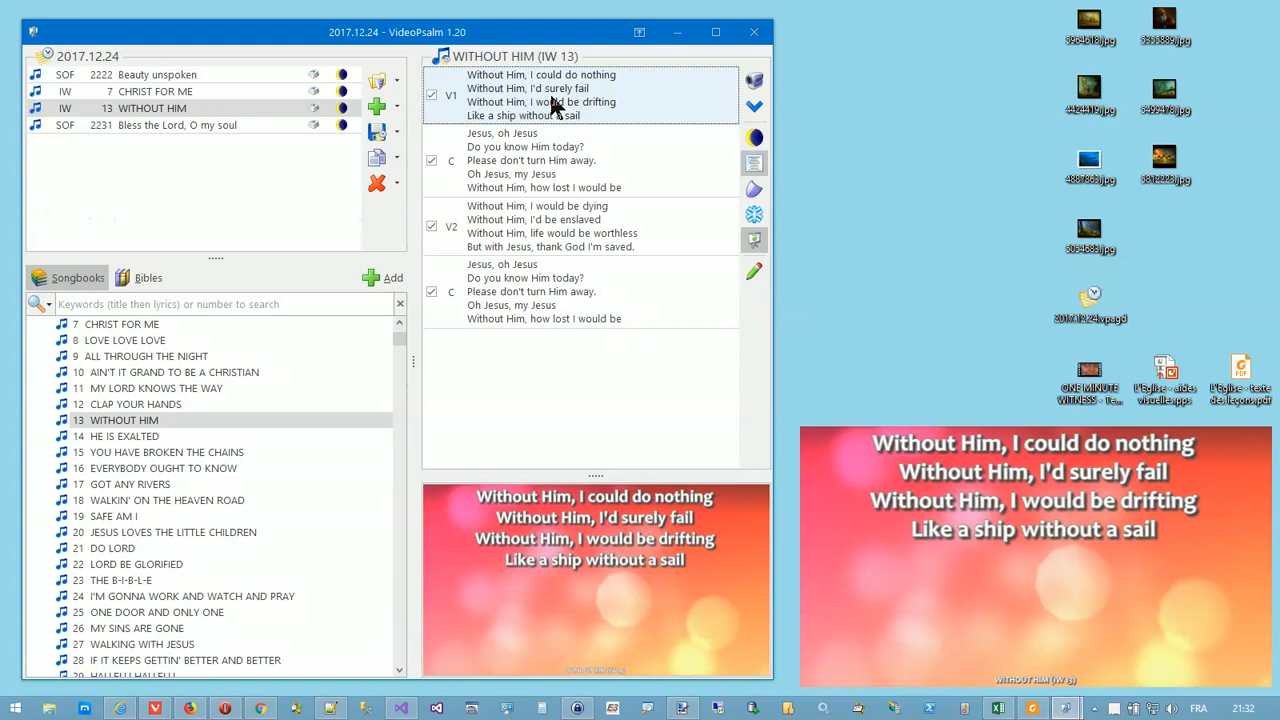 2017.12.24 - VideoPsalm 1.20
2017.12.24
SOF 2222 Beauty unspoken
IW 7 CHRIST FOR ME
IW 13 WITHOUT HIM
SOF 2231 Bless the Lord, O my soul
Songbooks
Bibles
Add
Keywords (title then lyrics) or number to search
7 CHRIST FOR ME
8 LOVE LOVE LOVE
9 ALL THROUGH THE NIGHT
10 AIN'T IT GRAND TO BE A CHRISTIAN
11 MY LORD KNOWS THE WAY
12 CLAP YOUR HANDS
13 WITHOUT HIM
14 HE IS EXALTED
15 YOU HAVE BROKEN THE CHAINS
16 EVERYBODY OUGHT TO KNOW
17 GOT ANY RIVERS
18 WALKIN' ON THE HEAVEN ROAD
19 SAFE AM I
20 JESUS LOVES THE LITTLE CHILDREN
21 DO LORD
22 LORD BE GLORIFIED
23 THE B-I-B-L-E
24 I'M GONNA WORK AND WATCH AND PRAY
25 ONE DOOR AND ONLY ONE
26 MY SINS ARE GONE
27 WALKING WITH JESUS
28 IF IT KEEPS GETTIN' BETTER AND BETTER
WITHOUT HIM (IW 13)
V1
Without Him, I could do nothing
Without Him, I'd surely fail
Without Him, I would be drifting
Like a ship without a sail
C
Jesus, oh Jesus
Do you know Him today?
Please don't turn Him away.
Oh Jesus, my Jesus
Without Him, how lost I would be
V2
Without Him, I would be dying
Without Him, I'd be enslaved
Without Him, life would be worthless
But with Jesus, thank God I'm saved.
C
Jesus, oh Jesus
Do you know Him today?
Please don't turn Him away.
Oh Jesus, my Jesus
Without Him, how lost I would be
Without Him, I could do nothing
Without Him, I'd surely fail
Without Him, I would be drifting
Like a ship without a sail
2017.12.24.vpagd
ONE MINUTE
WITNESS - Te...
L'Eglise - aides
visuelles.pps
L'Eglise - texte
des leçons.pdf
Without Him, I could do nothing
Without Him, I'd surely fail
Without Him, I would be drifting
Like a ship without a sail
WITHOUT HIM (IW 13)
FRA
21:32